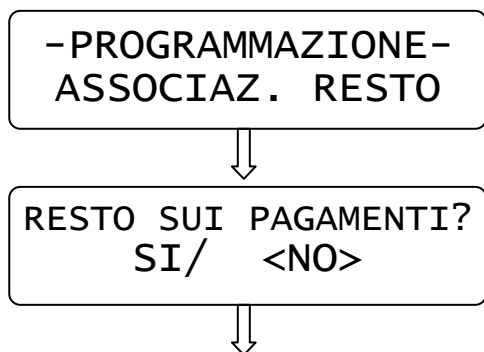 -PROGRAMMAZIONE-
ASSOCIAZ. RESTO
RESTO SUI PAGAMENTI?
SI/ <NO>